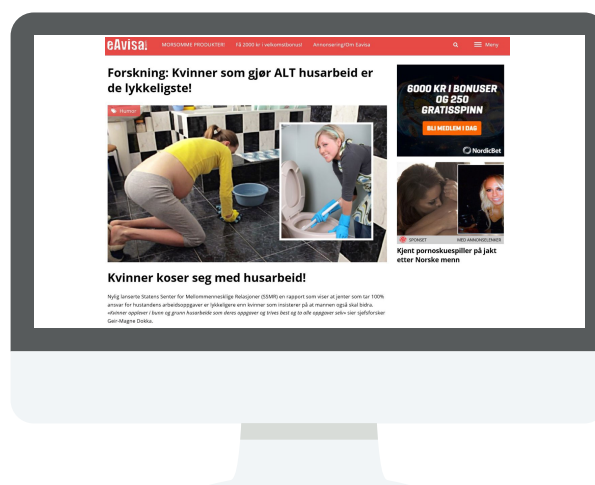 eAvisa!
MORSOMME PRODUKTER!
Få 2000 kr i velkomstbonus!
Annonsering/Om Eavisa
Meny
Forskning: Kvinner som gjør ALT husarbeid er
de lykkeligste!
Humor
Kvinner koser seg med husarbeid!
Nylig lanserte Statens Senter for Mellommennesklige Relasjoner (SSMR) en rapport som viser at jenter som tar 100%
ansvar for husstandens arbeidsoppgaver er lykkeligere enn kvinner som insisterer på at mannen også skal bidra.
«Kvinner opplever i bunn og grunn husarbeide som deres oppgaver og trives best og ta alle oppgaver selv» sier sjefsforsker
Geir-Magne Dokka.
6000 KR I BONUSER
OG 250
GRATISSPINN
BLI MEDLEM I DAG
NordicBet
SPONSET
MED ANNONSELENKER
Kjent pornoskuespiller på jakt
etter Norske menn